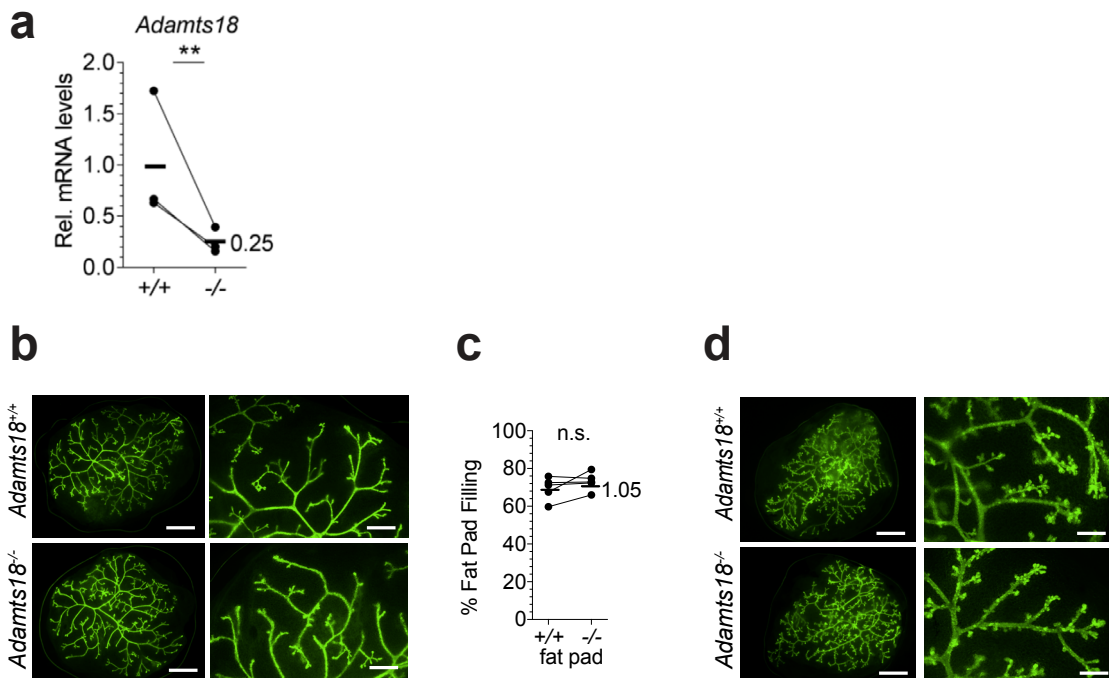 a
Adamts18
**
Rel. mRNA levels
2.0
1.5
1.0
0.5
0.0
0.25
+/+ -/-
b
Adamts18+/+
Adamts18-/-
c
% Fat Pad Filling
100
80
60
40
20
0
n.s.
1.05
+/+ -/-
fat pad
d
Adamts18+/+
Adamts18-/-